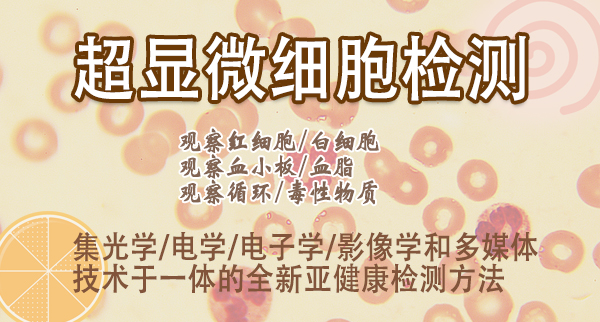 超显微细胞检测
观察红细胞/白细胞
观察血小板/血脂
观察循环/毒性物质
集光学/电学/电子学/影像学和多媒体
技术于一体的全新亚健康检测方法